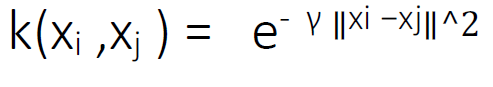 k(xᵢ ,xⱼ ) = e⁻ γ ‖xi –xj‖^2